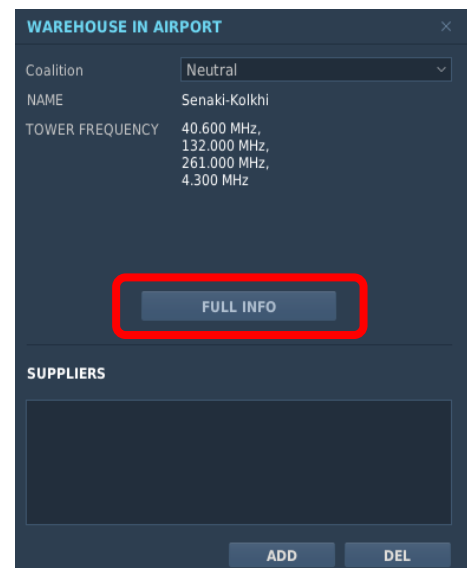 WAREHOUSE IN AIRPORT
Coalition Neutral
NAME Senaki-Kolkhi
TOWER FREQUENCY 40.600 MHz,
132.000 MHz,
261.000 MHz,
4.300 MHz
FULL INFO
SUPPLIERS
ADD DEL